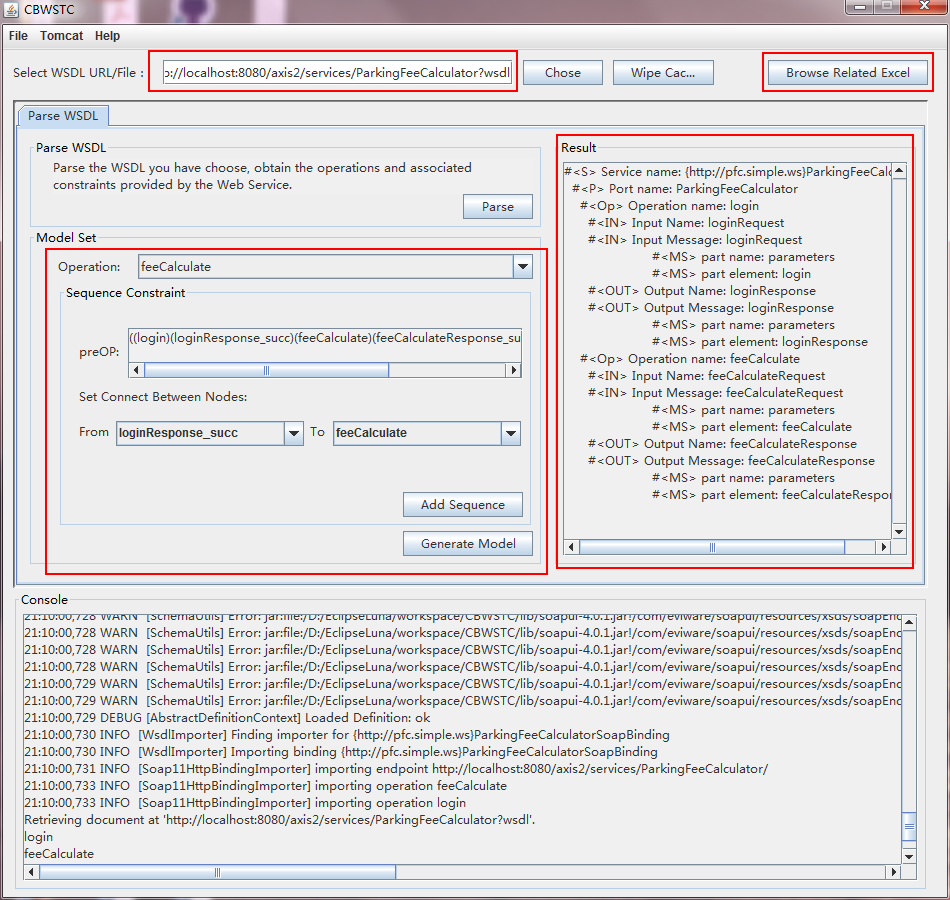 CBWSTC
File Tomcat Help
Select WSDL URL/File : ://localhost:8080/axis2/services/ParkingFeeCalculator?wsdl Chose Wipe Cac... Browse Related Excel
Parse WSDL
Parse WSDL
Parse the WSDL you have choose, obtain the operations and associated
constraints provided by the Web Service.
Parse
Model Set
Operation: feeCalculate
Sequence Constraint
preOP: ((login)(loginResponse_succ)(feeCalculate)(feeCalculateResponse_su
Set Connect Between Nodes:
From loginResponse_succ To feeCalculate
Add Sequence
Generate Model
Result
#<S> Service name: {http://pfc.simple.ws}ParkingFeeCalc
#<P> Port name: ParkingFeeCalculator
#<Op> Operation name: login
#<IN> Input Name: loginRequest
#<IN> Input Message: loginRequest
#<MS> part name: parameters
#<MS> part element: login
#<OUT> Output Name: loginResponse
#<OUT> Output Message: loginResponse
#<MS> part name: parameters
#<MS> part element: loginResponse
#<Op> Operation name: feeCalculate
#<IN> Input Name: feeCalculateRequest
#<IN> Input Message: feeCalculateRequest
#<MS> part name: parameters
#<MS> part element: feeCalculate
#<OUT> Output Name: feeCalculateResponse
#<OUT> Output Message: feeCalculateResponse
#<MS> part name: parameters
#<MS> part element: feeCalculateRespon
Console
21:10:00,728 WARN [SchemaUtils] Error: jar:file:/D:/EclipseLuna/workspace/CBWSTC/lib/soapui-4.0.1.jar!/com/eviware/soapui/resources/xsds/soapEnc
21:10:00,728 WARN [SchemaUtils] Error: jar:file:/D:/EclipseLuna/workspace/CBWSTC/lib/soapui-4.0.1.jar!/com/eviware/soapui/resources/xsds/soapEnc
21:10:00,728 WARN [SchemaUtils] Error: jar:file:/D:/EclipseLuna/workspace/CBWSTC/lib/soapui-4.0.1.jar!/com/eviware/soapui/resources/xsds/soapEnc
21:10:00,728 WARN [SchemaUtils] Error: jar:file:/D:/EclipseLuna/workspace/CBWSTC/lib/soapui-4.0.1.jar!/com/eviware/soapui/resources/xsds/soapEnc
21:10:00,729 WARN [SchemaUtils] Error: jar:file:/D:/EclipseLuna/workspace/CBWSTC/lib/soapui-4.0.1.jar!/com/eviware/soapui/resources/xsds/soapEnc
21:10:00,729 WARN [SchemaUtils] Error: jar:file:/D:/EclipseLuna/workspace/CBWSTC/lib/soapui-4.0.1.jar!/com/eviware/soapui/resources/xsds/soapEnc
21:10:00,729 DEBUG [AbstractDefinitionContext] Loaded Definition: ok
21:10:00,730 INFO [WsdlImporter] Finding importer for {http://pfc.simple.ws}ParkingFeeCalculatorSoapBinding
21:10:00,730 INFO [WsdlImporter] Importing binding {http://pfc.simple.ws}ParkingFeeCalculatorSoapBinding
21:10:00,731 INFO [Soap11HttpBindingImporter] importing endpoint http://localhost:8080/axis2/services/ParkingFeeCalculator/
21:10:00,733 INFO [Soap11HttpBindingImporter] importing operation feeCalculate
21:10:00,733 INFO [Soap11HttpBindingImporter] importing operation login
Retrieving document at 'http://localhost:8080/axis2/services/ParkingFeeCalculator?wsdl'.
login
feeCalculate